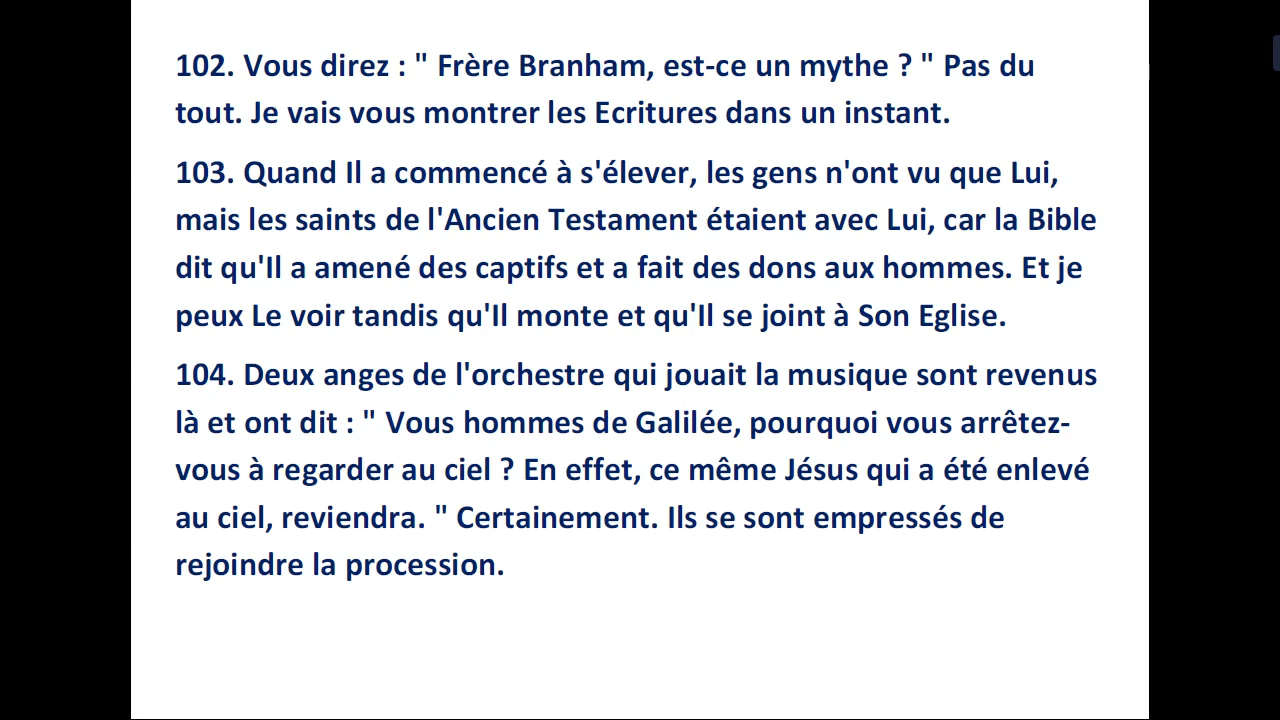 102. Vous direz : " Frère Branham, est-ce un mythe ? " Pas du
tout. Je vais vous montrer les Ecritures dans un instant.
103. Quand Il a commencé à s'élever, les gens n'ont vu que Lui,
mais les saints de l'Ancien Testament étaient avec Lui, car la Bible
dit qu'Il a amené des captifs et a fait des dons aux hommes. Et je
peux Le voir tandis qu'Il monte et qu'Il se joint à Son Eglise.
104. Deux anges de l'orchestre qui jouait la musique sont revenus
là et ont dit : " Vous hommes de Galilée, pourquoi vous arrêtez-
vous à regarder au ciel ? En effet, ce même Jésus qui a été enlevé
au ciel, reviendra. " Certainement. Ils se sont empressés de
rejoindre la procession.